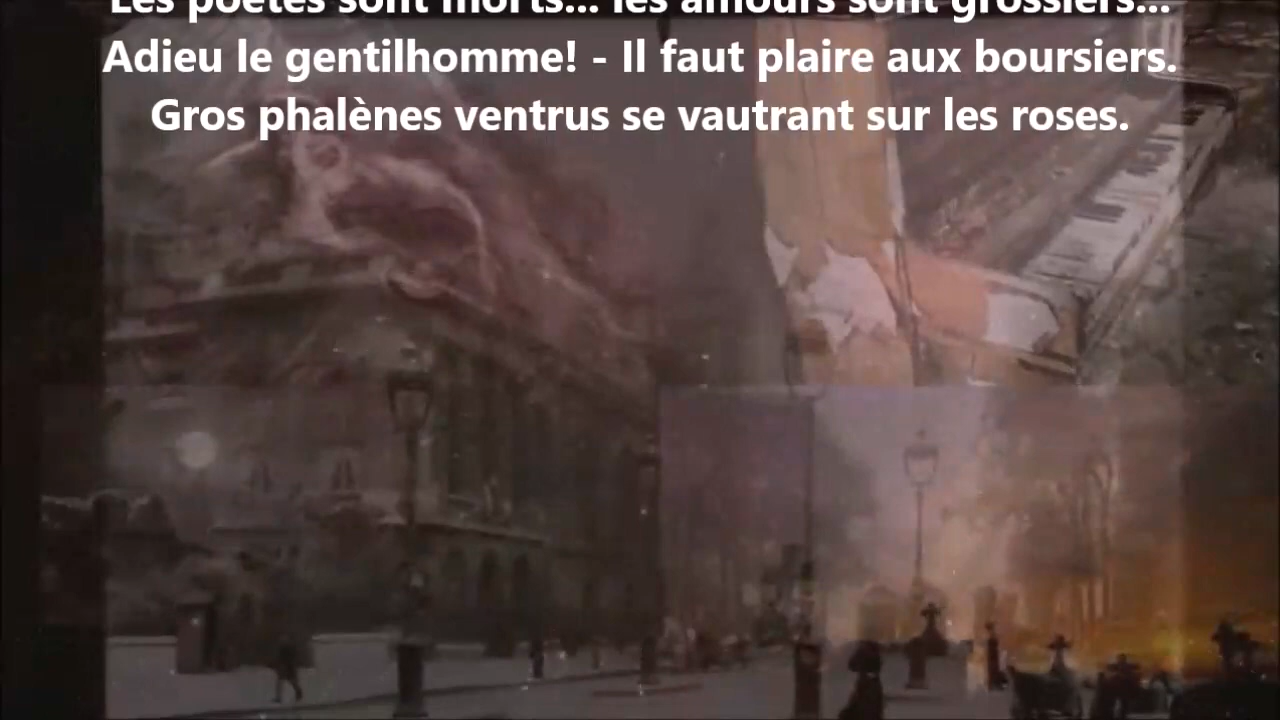 Les poètes sont morts... les amours sont grossiers...
Adieu le gentilhomme! - Il faut plaire aux boursiers.
Gros phalènes ventrus se vautrant sur les roses.